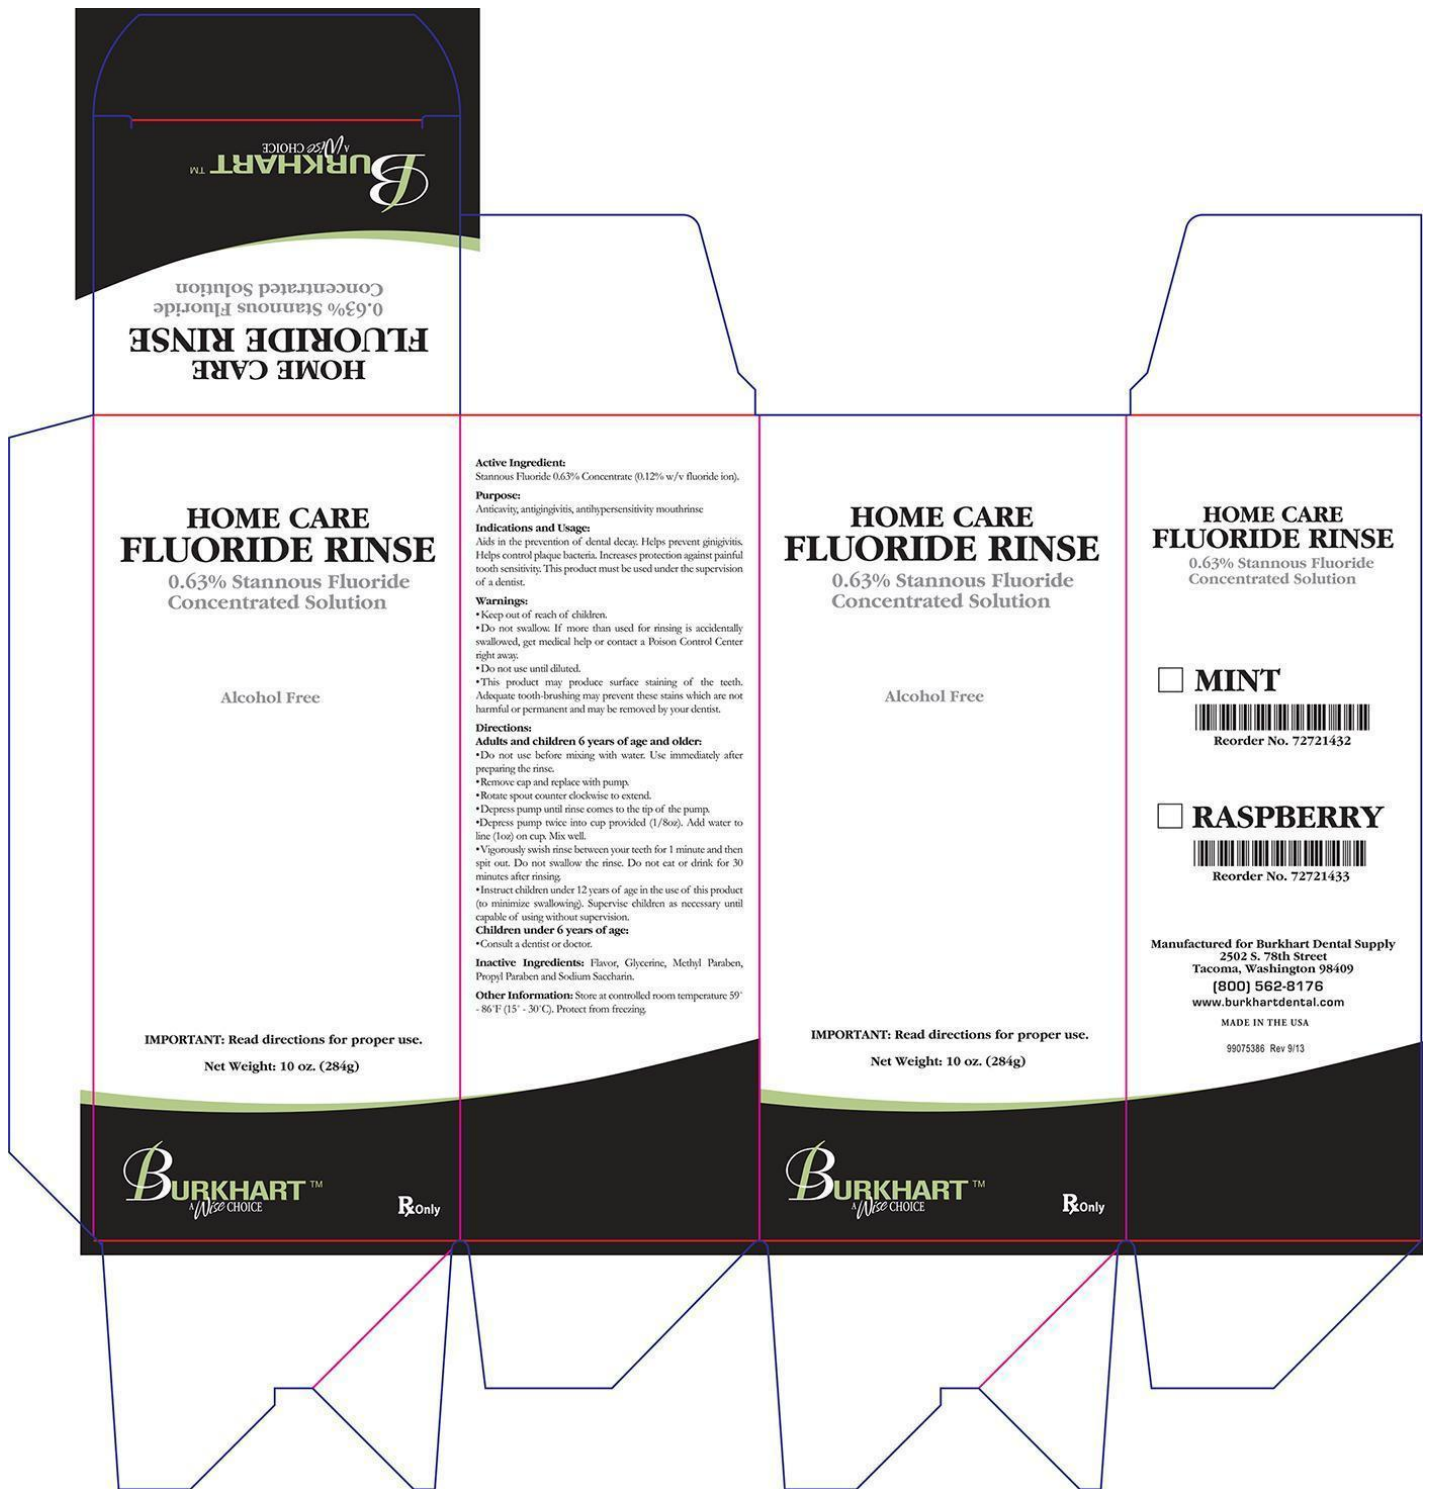 BURKHART™
A Wise CHOICE
0.63% Stannous Fluoride
Concentrated Solution
HOME CARE
FLUORIDE RINSE
HOME CARE
FLUORIDE RINSE
0.63% Stannous Fluoride
Concentrated Solution
Alcohol Free
IMPORTANT: Read directions for proper use.
Net Weight: 10 oz. (284g)
BURKHART™
A Wise CHOICE
Rx Only
Active Ingredient:
Stannous Fluoride 0.63% Concentrate (0.12% w/v fluoride ion).
Purpose:
Anticavity, antigingivitis, antihypersensitivity mouthrinse
Indications and Usage:
Aids in the prevention of dental decay. Helps prevent ginigivitis.
Helps control plaque bacteria. Increases protection against painful
tooth sensitivity. This product must be used under the supervision
of a dentist.
Warnings:
•Keep out of reach of children.
•Do not swallow. If more than used for rinsing is accidentally
swallowed, get medical help or contact a Poison Control Center
right away.
•Do not use until diluted.
•This product may produce surface staining of the teeth.
Adequate tooth-brushing may prevent these stains which are not
harmful or permanent and may be removed by your dentist.
Directions:
Adults and children 6 years of age and older:
•Do not use before mixing with water. Use immediately after
preparing the rinse.
•Remove cap and replace with pump.
•Rotate spout counter clockwise to extend.
•Depress pump until rinse comes to the tip of the pump.
•Depress pump twice into cup provided (1/8oz). Add water to
line (1oz) on cup. Mix well.
•Vigorously swish rinse between your teeth for 1 minute and then
spit out. Do not swallow the rinse. Do not eat or drink for 30
minutes after rinsing.
•Instruct children under 12 years of age in the use of this product
(to minimize swallowing). Supervise children as necessary until
capable of using without supervision.
Children under 6 years of age:
•Consult a dentist or doctor.
Inactive Ingredients: Flavor, Glycerine, Methyl Paraben,
Propyl Paraben and Sodium Saccharin.
Other Information: Store at controlled room temperature 59°
- 86°F (15° - 30°C). Protect from freezing.
HOME CARE
FLUORIDE RINSE
0.63% Stannous Fluoride
Concentrated Solution
Alcohol Free
IMPORTANT: Read directions for proper use.
Net Weight: 10 oz. (284g)
BURKHART™
A Wise CHOICE
Rx Only
HOME CARE
FLUORIDE RINSE
0.63% Stannous Fluoride
Concentrated Solution
MINT
Reorder No. 72721432
RASPBERRY
Reorder No. 72721433
Manufactured for Burkhart Dental Supply
2502 S. 78th Street
Tacoma, Washington 98409
(800) 562-8176
www.burkhartdental.com
MADE IN THE USA
99075386 Rev 9/13